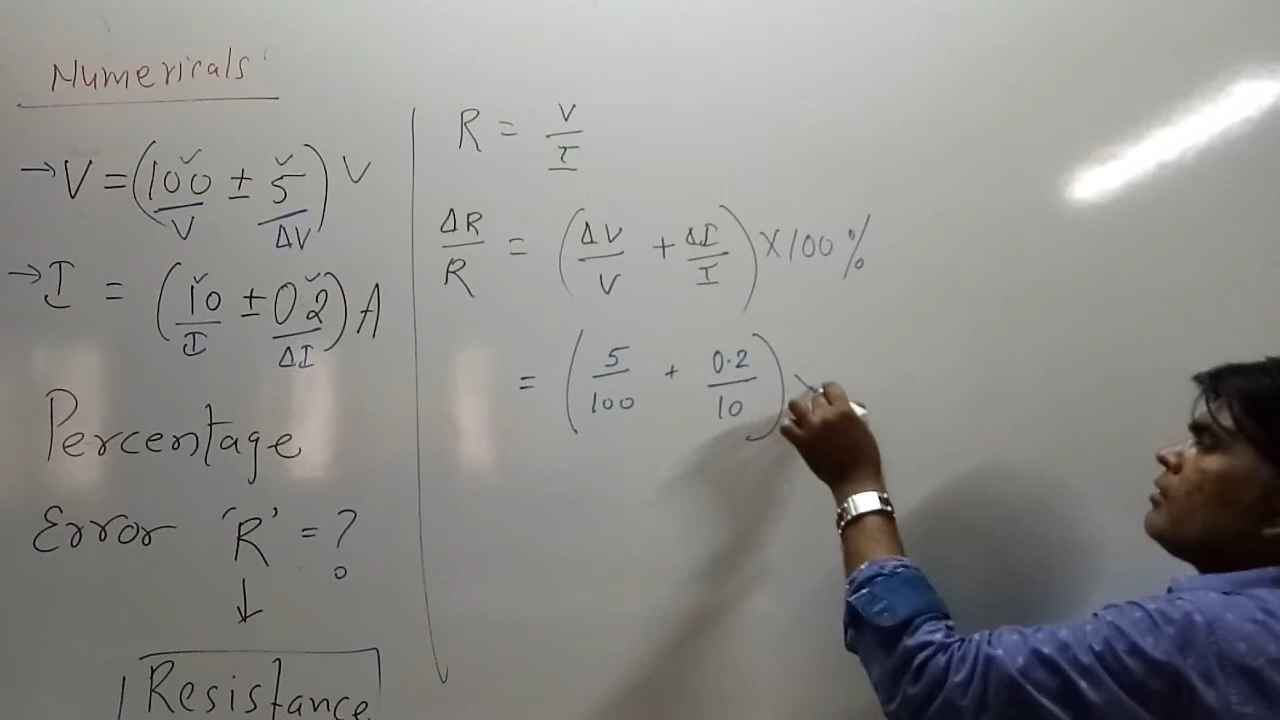 Numericals
→V = (100 ± 5) V
V ΔV
→I = (10 ± 0.2) A
I ΔI
Percentage
Error 'R' = ?
↓
Resistance
R = V/I
ΔR/R = (ΔV/V + ΔI/I) × 100 %
= (5/100 + 0.2/10) ×